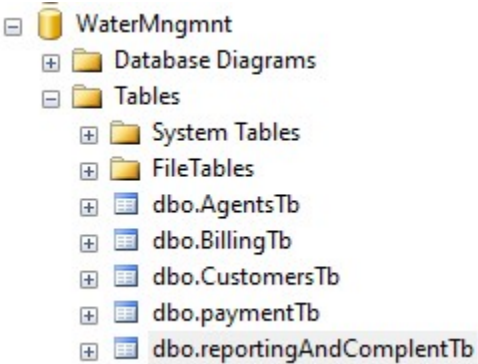 WaterMngmnt
Database Diagrams
Tables
System Tables
FileTables
dbo.AgentsTb
dbo.BillingTb
dbo.CustomersTb
dbo.paymentTb
dbo.reportingAndComplentTb